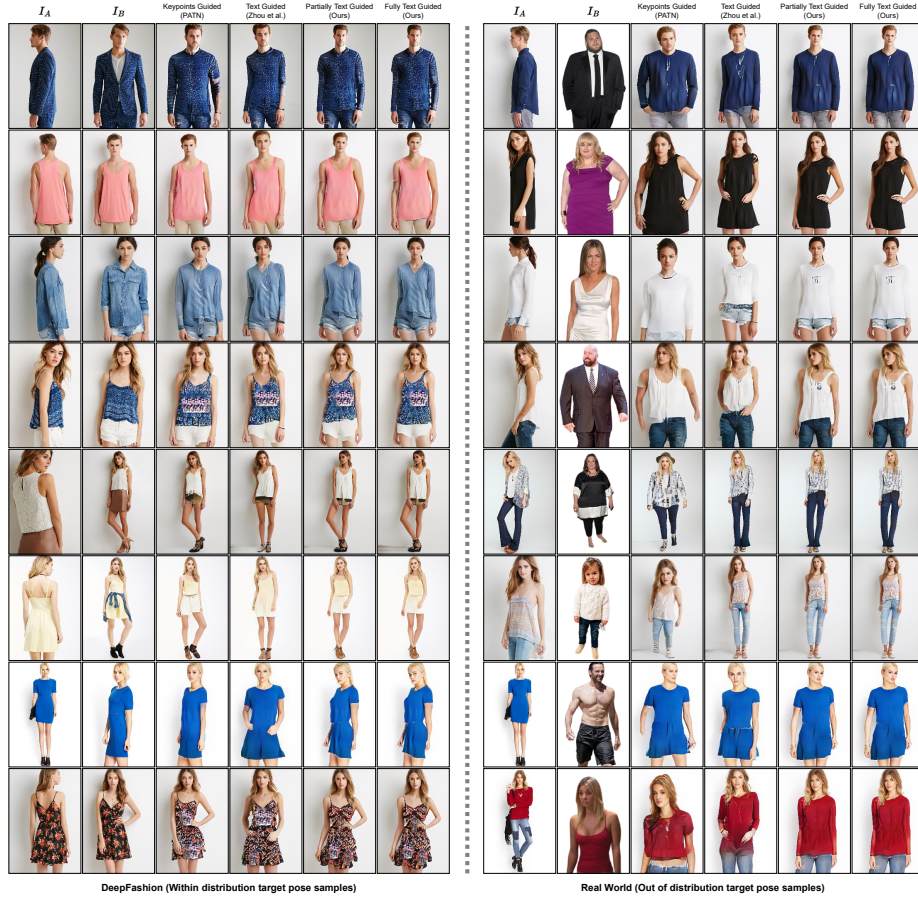 I_A I_B Keypoints Guided (PATN) Text Guided (Zhou et al.) Partially Text Guided (Ours) Fully Text Guided (Ours) I_A I_B Keypoints Guided (PATN) Text Guided (Zhou et al.) Partially Text Guided (Ours) Fully Text Guided (Ours)
DeepFashion (Within distribution target pose samples) Real World (Out of distribution target pose samples)